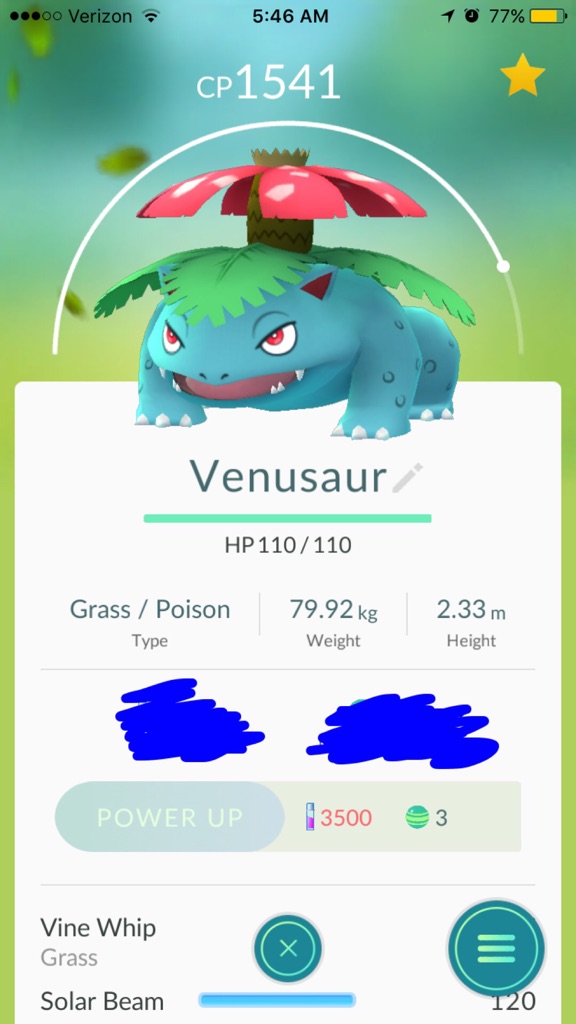 Verizon 5:46 AM 77%
CP1541
Venusaur
HP 110 / 110
Grass / Poison 79.92 kg 2.33 m
Type Weight Height
POWER UP 3500 3
Vine Whip
Grass
Solar Beam 120